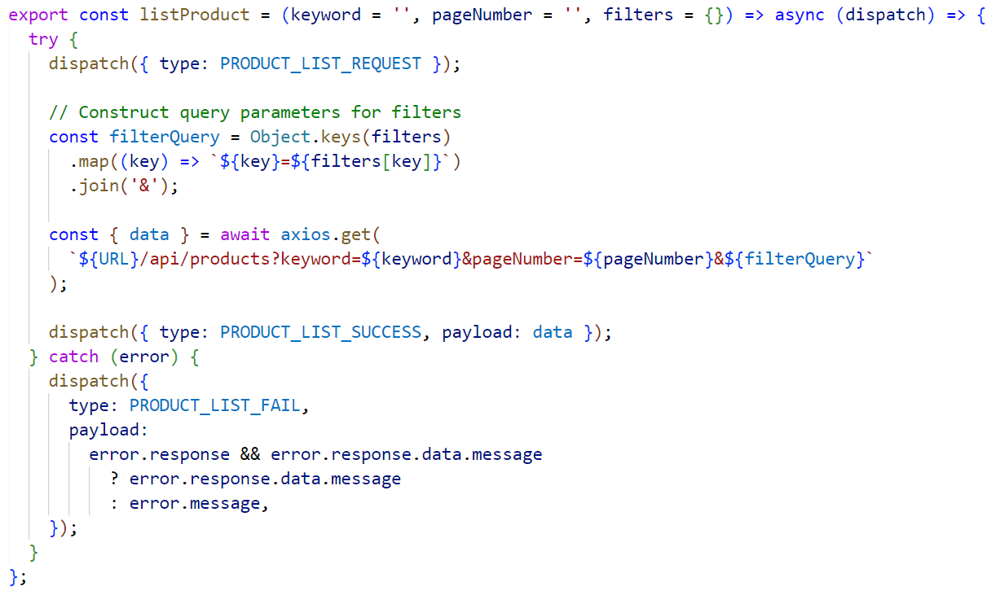 export const listProduct = (keyword = '', pageNumber = '', filters = {}) => async (dispatch) => {
  try {
    dispatch({ type: PRODUCT_LIST_REQUEST });

    // Construct query parameters for filters
    const filterQuery = Object.keys(filters)
      .map((key) => `${key}=${filters[key]}`)
      .join('&');

    const { data } = await axios.get(
      `${URL}/api/products?keyword=${keyword}&pageNumber=${pageNumber}&${filterQuery}`
    );

    dispatch({ type: PRODUCT_LIST_SUCCESS, payload: data });
  } catch (error) {
    dispatch({
      type: PRODUCT_LIST_FAIL,
      payload:
        error.response && error.response.data.message
          ? error.response.data.message
          : error.message,
    });
  }
};